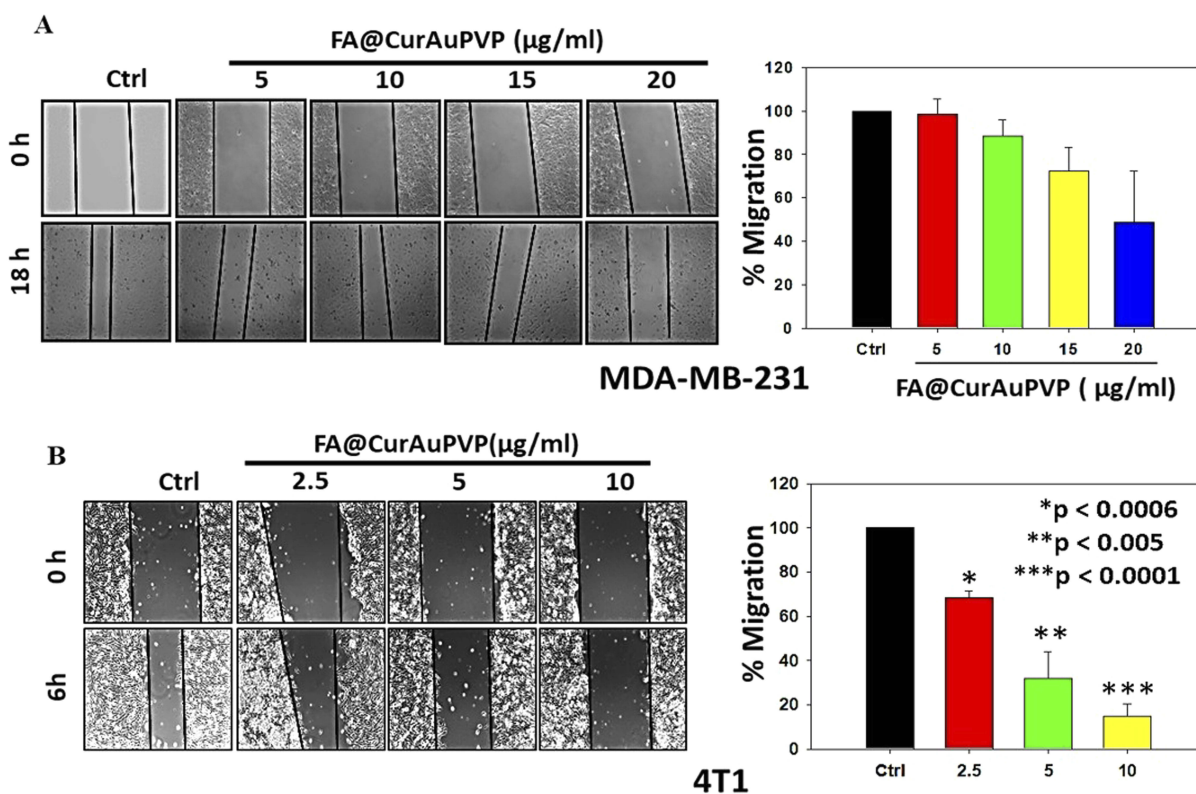 A
FA@CurAuPVP (µg/ml)
Ctrl 5 10 15 20
0 h
18 h
MDA-MB-231
% Migration
120
100
80
60
40
20
0
Ctrl 5 10 15 20
FA@CurAuPVP ( µg/ml)
B
FA@CurAuPVP(µg/ml)
Ctrl 2.5 5 10
0 h
6h
4T1
% Migration
120
100
80
60
40
20
0
*p < 0.0006
**p < 0.005
***p < 0.0001
*
**
***
Ctrl 2.5 5 10